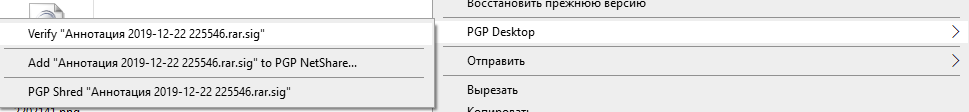 Восстановить прежнюю версию
Verify "Аннотация 2019-12-22 225546.rar.sig"
PGP Desktop
Add "Аннотация 2019-12-22 225546.rar.sig" to PGP NetShare...
Отправить
PGP Shred "Аннотация 2019-12-22 225546.rar.sig"
Вырезать
Копировать